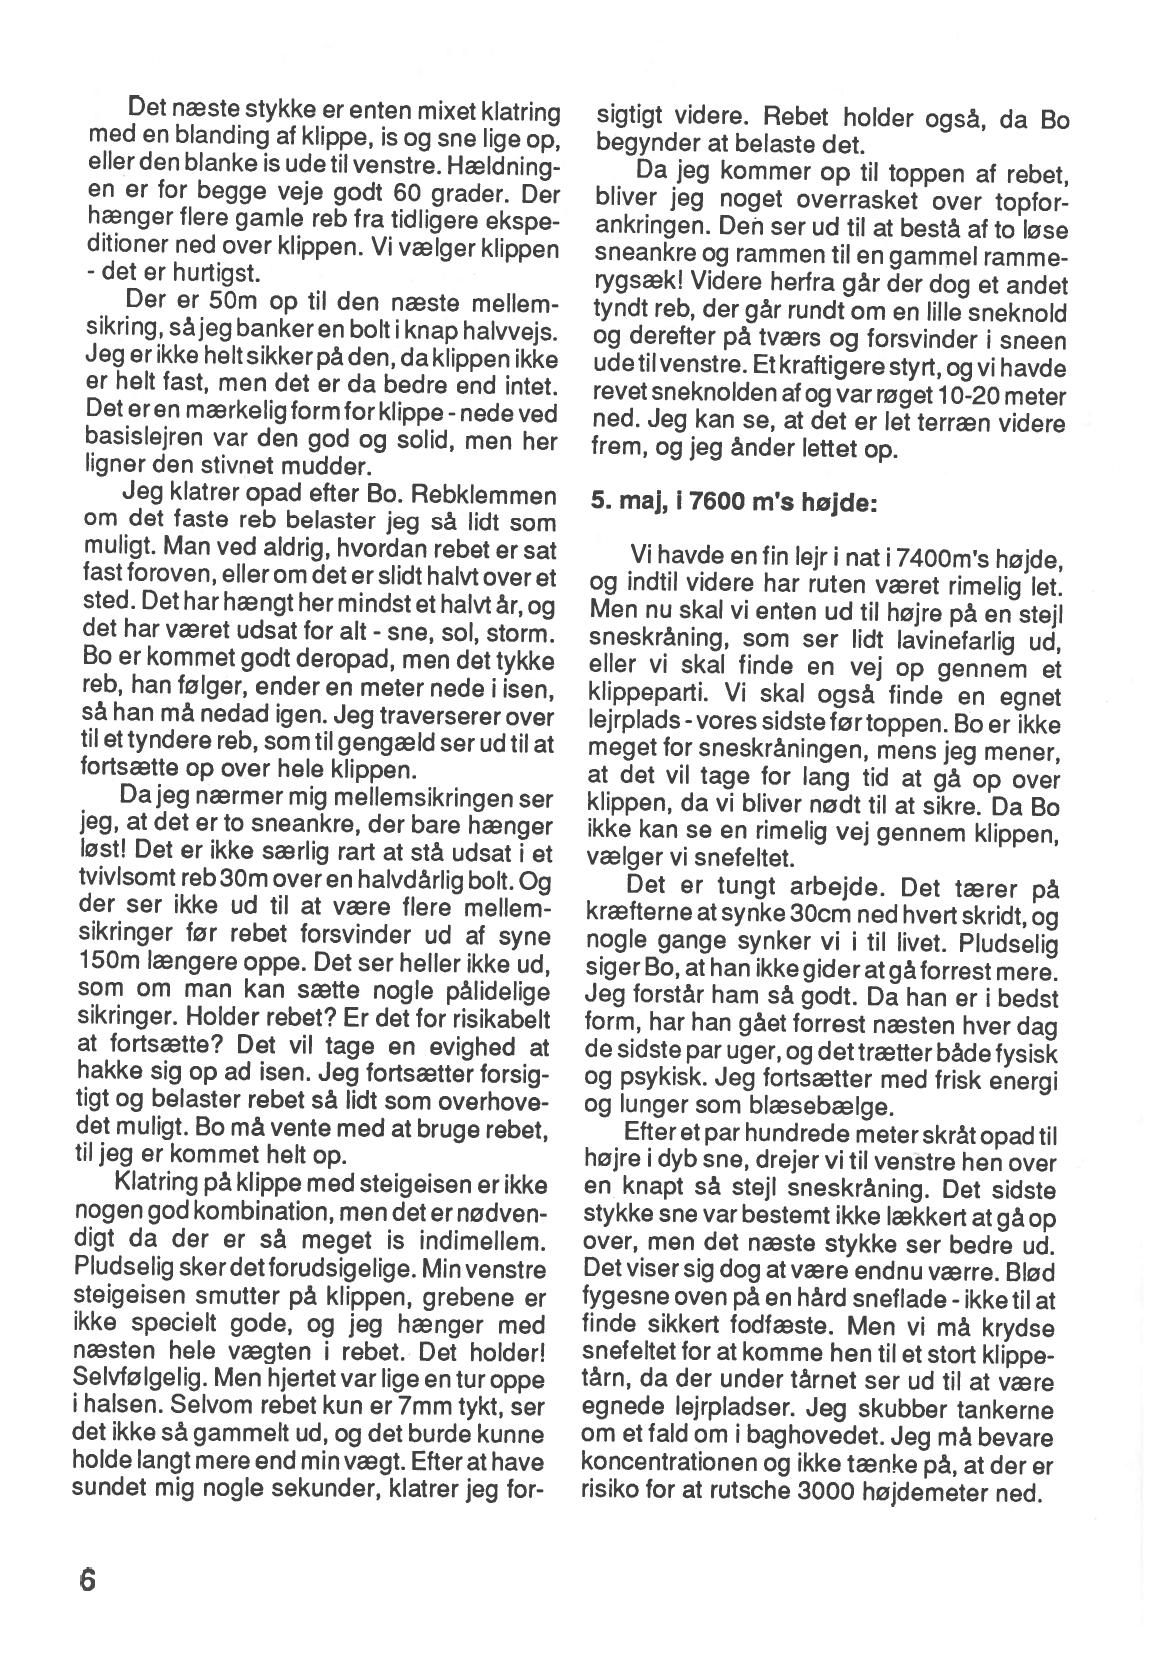 Det næste stykke er enten mixet klatring
med en blanding af klippe, is og sne lige op,
eller den blanke is ude til venstre. Hældning-
en er for begge veje godt 60 grader. Der
hænger flere gamle reb fra tidligere ekspe-
ditioner ned over klippen. Vi vælger klippen
- det er hurtigst.
Der er 50m op til den næste mellem-
sikring, så jeg banker en bolt i knap halvvejs.
Jeg er ikke helt sikker på den, da klippen ikke
er helt fast, men det er da bedre end intet.
Det er en mærkelig form for klippe - nede ved
basislejren var den god og solid, men her
ligner den stivnet mudder.
Jeg klatrer opad efter Bo. Rebklemmen
om det faste reb belaster jeg så lidt som
muligt. Man ved aldrig, hvordan rebet er sat
fast foroven, eller om det er slidt halvt over et
sted. Det har hængt her mindst et halvt år, og
det har været udsat for alt - sne, sol, storm.
Bo er kommet godt deropad, men det tykke
reb, han følger, ender en meter nede i isen,
så han må nedad igen. Jeg traverserer over
til et tyndere reb, som til gengæld ser ud til at
fortsætte op over hele klippen.
Da jeg nærmer mig mellemsikringen ser
jeg, at det er to sneankre, der bare hænger
løst! Det er ikke særlig rart at stå udsat i et
tvivlsomt reb 30m over en halvdårlig bolt. Og
der ser ikke ud til at være flere mellem-
sikringer før rebet forsvinder ud af syne
150m længere oppe. Det ser heller ikke ud,
som om man kan sætte nogle pålidelige
sikringer. Holder rebet? Er det for risikabelt
at fortsætte? Det vil tage en evighed at
hakke sig op ad isen. Jeg fortsætter forsig-
tigt og belaster rebet så lidt som overhove-
det muligt. Bo må vente med at bruge rebet,
til jeg er kommet helt op.
Klatring på klippe med steigeisen er ikke
nogen god kombination, men det er nødven-
digt da der er så meget is indimellem.
Pludselig sker det forudsigelige. Min venstre
steigeisen smutter på klippen, grebene er
ikke specielt gode, og jeg hænger med
næsten hele vægten i rebet. Det holder!
Selvfølgelig. Men hjertet var lige en tur oppe
i halsen. Selvom rebet kun er 7mm tykt, ser
det ikke så gammelt ud, og det burde kunne
holde langt mere end min vægt. Efter at have
sundet mig nogle sekunder, klatrer jeg for-
sigtigt videre. Rebet holder også, da Bo
begynder at belaste det.
Da jeg kommer op til toppen af rebet,
bliver jeg noget overrasket over topfor-
ankringen. Den ser ud til at bestå af to løse
sneankre og rammen til en gammel ramme-
rygsæk! Videre herfra går der dog et andet
tyndt reb, der går rundt om en lille sneknold
og derefter på tværs og forsvinder i sneen
ude til venstre. Et kraftigere styrt, og vi havde
revet sneknolden af og var røget 10-20 meter
ned. Jeg kan se, at det er let terræn videre
frem, og jeg ånder lettet op.
5. maj, i 7600 m's højde:
Vi havde en fin lejr i nat i 7400m's højde,
og indtil videre har ruten været rimelig let.
Men nu skal vi enten ud til højre på en stejl
sneskråning, som ser lidt lavinefarlig ud,
eller vi skal finde en vej op gennem et
klippeparti. Vi skal også finde en egnet
lejrplads - vores sidste før toppen. Bo er ikke
meget for sneskråningen, mens jeg mener,
at det vil tage for lang tid at gå op over
klippen, da vi bliver nødt til at sikre. Da Bo
ikke kan se en rimelig vej gennem klippen,
vælger vi snefeltet.
Det er tungt arbejde. Det tærer på
kræfterne at synke 30cm ned hvert skridt, og
nogle gange synker vi i til livet. Pludselig
siger Bo, at han ikke gider at gå forrest mere.
Jeg forstår ham så godt. Da han er i bedst
form, har han gået forrest næsten hver dag
de sidste par uger, og det trætter både fysisk
og psykisk. Jeg fortsætter med frisk energi
og lunger som blæsebælge.
Efter et par hundrede meter skråt opad til
højre i dyb sne, drejer vi til venstre hen over
en knapt så stejl sneskråning. Det sidste
stykke sne var bestemt ikke lækkert at gå op
over, men det næste stykke ser bedre ud.
Det viser sig dog at være endnu værre. Blød
fygesne oven på en hård sneflade - ikke til at
finde sikkert fodfæste. Men vi må krydse
snefeltet for at komme hen til et stort klippe-
tårn, da der under tårnet ser ud til at være
egnede lejrpladser. Jeg skubber tankerne
om et fald om i baghovedet. Jeg må bevare
koncentrationen og ikke tænke på, at der er
risiko for at rutsche 3000 højdemeter ned.
6